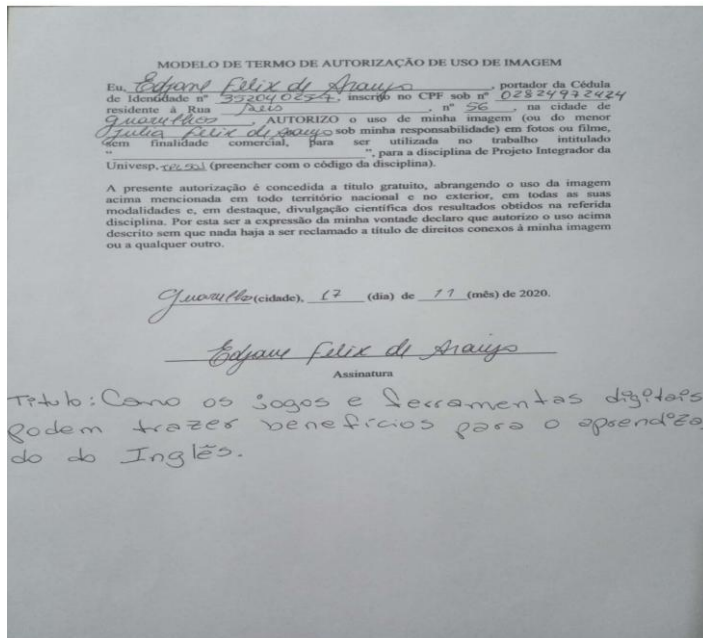 MODELO DE TERMO DE AUTORIZAÇÃO DE USO DE IMAGEM
Eu, Edjane Felix de Araujo, portador da Cédula
de Identidade nº 352040254, inscrito no CPF sob nº 02824972424
residente à Rua, nº 56, na cidade de
Guarulhos, AUTORIZO o uso de minha imagem (ou do menor
Julia Felix de Araujo sob minha responsabilidade) em fotos ou filme,
sem finalidade comercial, para ser utilizada no trabalho intitulado
"", para a disciplina de Projeto Integrador da
Univesp, (preencher com o código da disciplina).
A presente autorização é concedida a título gratuito, abrangendo o uso da imagem
acima mencionada em todo território nacional e no exterior, em todas as suas
modalidades e, em destaque, divulgação científica dos resultados obtidos na referida
disciplina. Por esta ser a expressão da minha vontade declaro que autorizo o uso acima
descrito sem que nada haja a ser reclamado a título de direitos conexos à minha imagem
ou a qualquer outro.
Guarulhos (cidade), 17 (dia) de 11 (mês) de 2020.
Edjane Felix de Araujo
Assinatura
Título: Como os jogos e ferramentas digitais
podem trazer benefícios para o aprendiza
do do Inglês.